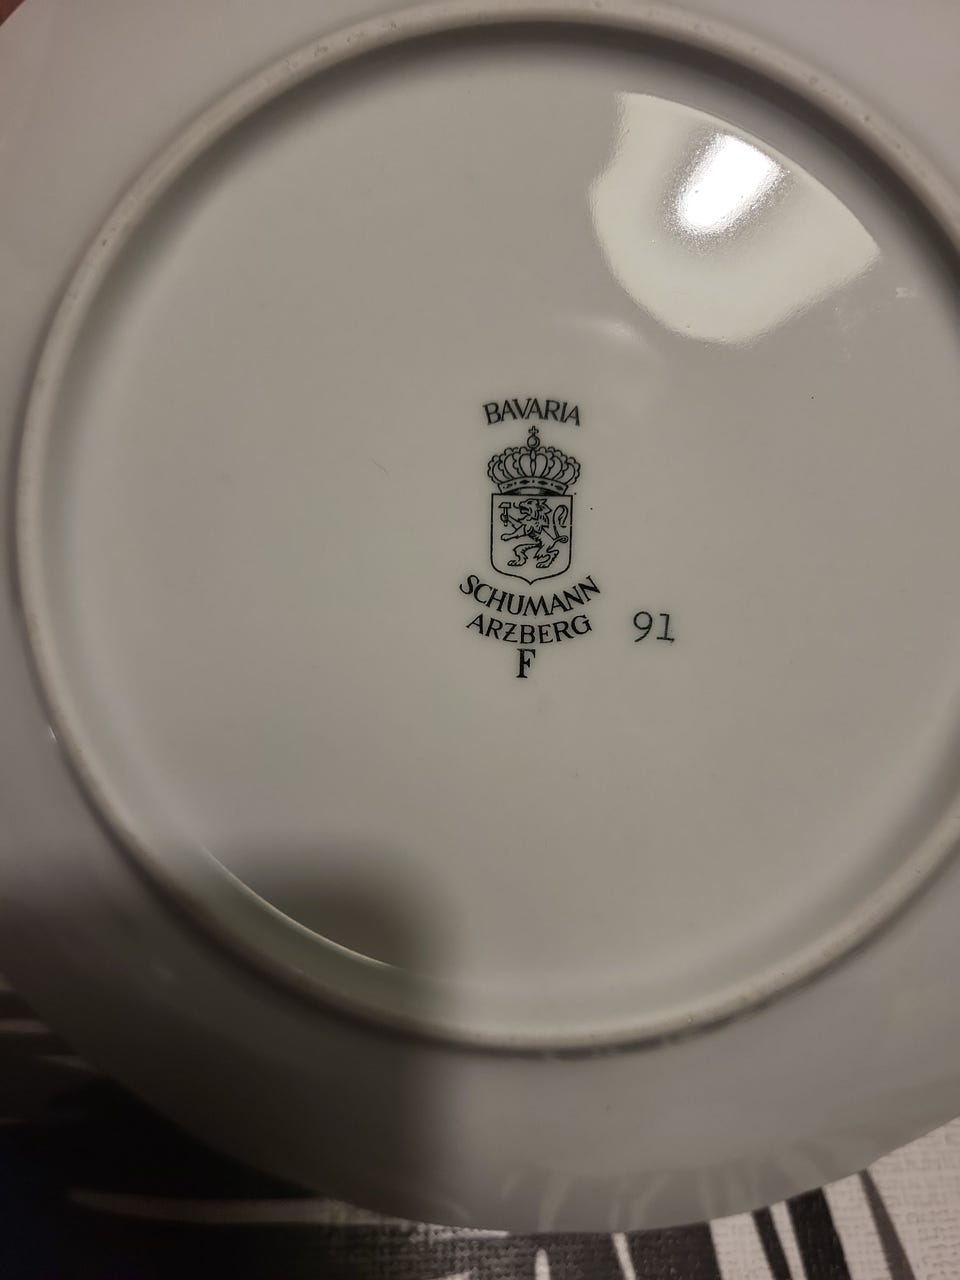 BAVARIA
SCHUMANN
ARZBERG
F
91